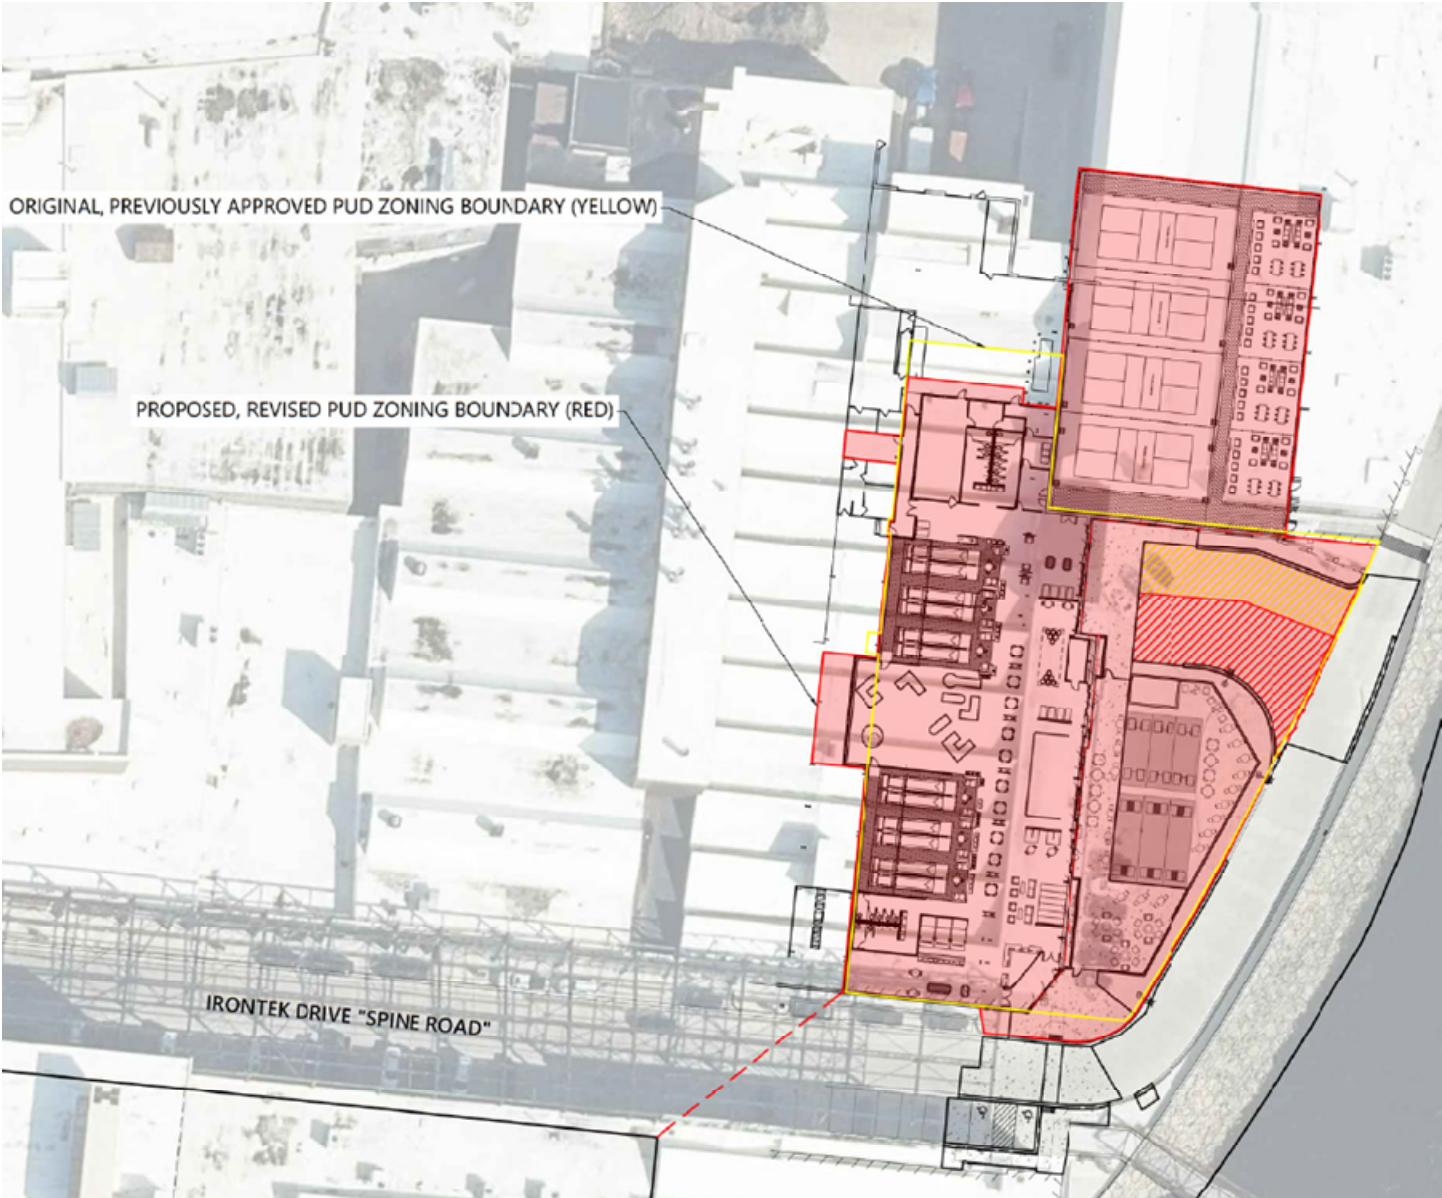 ORIGINAL, PREVIOUSLY APPROVED PUD ZONING BOUNDARY (YELLOW)
PROPOSED, REVISED PUD ZONING BOUNDARY (RED)
IRONTEK DRIVE "SPINE ROAD"